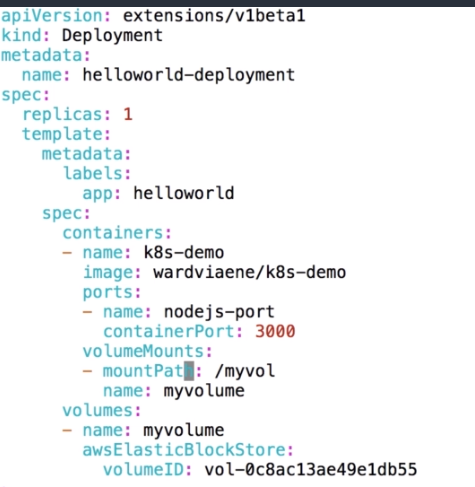 apiVersion: extensions/v1beta1
kind: Deployment
metadata:
  name: helloworld-deployment
spec:
  replicas: 1
  template:
    metadata:
      labels:
        app: helloworld
    spec:
      containers:
      - name: k8s-demo
        image: wardviaene/k8s-demo
        ports:
        - name: nodejs-port
          containerPort: 3000
        volumeMounts:
        - mountPath: /myvol
          name: myvolume
      volumes:
      - name: myvolume
        awsElasticBlockStore:
          volumeID: vol-0c8ac13ae49e1db55